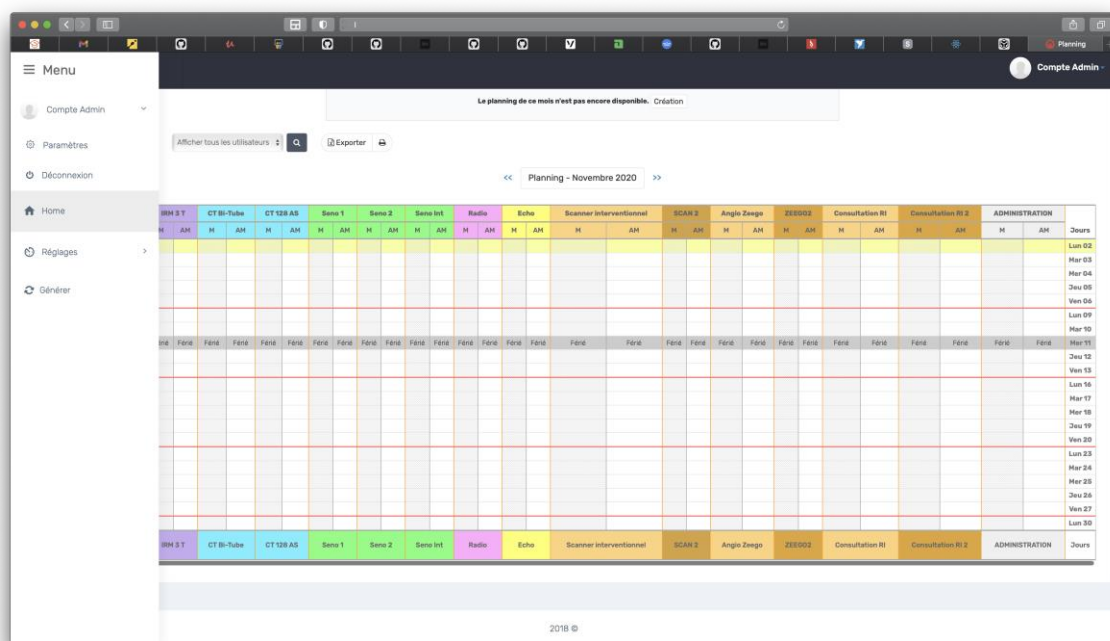 Planning
Menu
Compte Admin
Compte Admin
Paramètres
Déconnexion
Home
Réglages
Générer
Le planning de ce mois n'est pas encore disponible. Création
Afficher tous les utilisateurs
Exporter
<< Planning - Novembre 2020 >>
IRM 3 T CT Bi-Tube CT 128 AS Seno 1 Seno 2 Seno Int Radio Echo Scanner interventionnel SCAN 2 Angio Zeego ZEEGO2 Consultation RI Consultation RI 2 ADMINISTRATION
M AM M AM M AM M AM M AM M AM M AM M AM M AM M AM M AM M AM M AM M AM M AM Jours
Lun 02
Mar 03
Mer 04
Jeu 05
Ven 06
Lun 09
Mar 10
Férié Férié Férié Férié Férié Férié Férié Férié Férié Férié Férié Férié Férié Férié Férié Férié Férié Férié Férié Férié Férié Férié Férié Férié Férié Férié Férié Férié Férié Mer 11
Jeu 12
Ven 13
Lun 16
Mar 17
Mer 18
Jeu 19
Ven 20
Lun 23
Mar 24
Mer 25
Jeu 26
Ven 27
Lun 30
IRM 3 T CT Bi-Tube CT 128 AS Seno 1 Seno 2 Seno Int Radio Echo Scanner interventionnel SCAN 2 Angio Zeego ZEEGO2 Consultation RI Consultation RI 2 ADMINISTRATION Jours
2018 ©